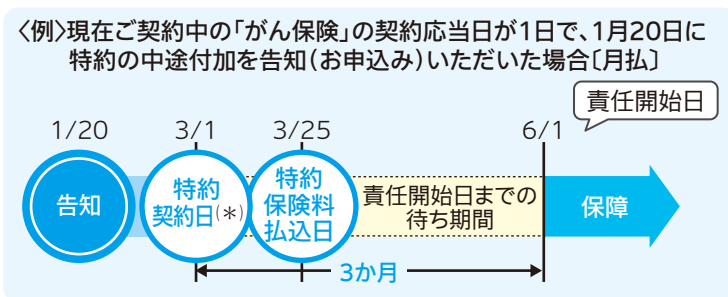 〈例〉現在ご契約中の「がん保険」の契約応当日が1日で、1月20日に
特約の中途付加を告知(お申込み)いただいた場合〔月払〕
責任開始日
1/20
3/1
3/25
6/1
告知
特約
契約日(＊)
特約
保険料
払込日
責任開始日までの
待ち期間
保障
3か月